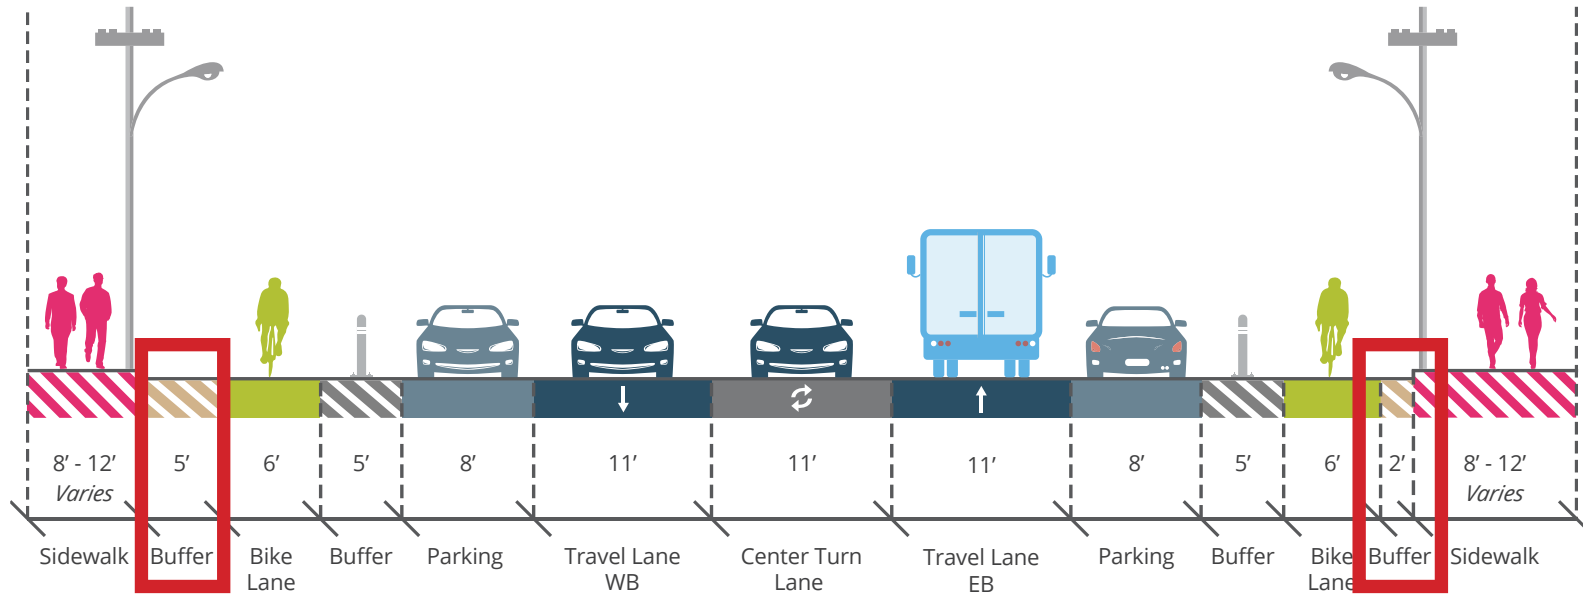 8’ - 12’ 5’ 6’ 5’ 8’ 11’ 11’ 11’ 8’ 5’ 6’ 2’ 8’ - 12’
Varies Varies
Sidewalk Buffer Bike Buffer Parking Travel Lane Center Turn Travel Lane Parking Buffer Bike Buffer Sidewalk
Lane WB Lane EB Lane